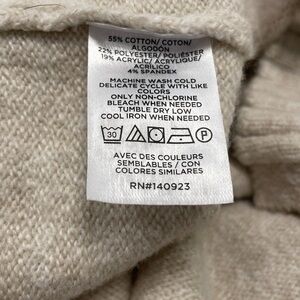 55% COTTON/ COTON/
ALGODÓN
22% POLYESTER/ POLIÉSTER
19% ACRYLIC/ ACRYLIQUE/
ACRÍLICO
4% SPANDEX
MACHINE WASH COLD
DELICATE CYCLE WITH LIKE
COLORS
ONLY NON-CHLORINE
BLEACH WHEN NEEDED
TUMBLE DRY LOW
COOL IRON WHEN NEEDED
30 P
AVEC DES COULEURS
SEMBLABLES / CON
COLORES SIMILARES
RN#140923